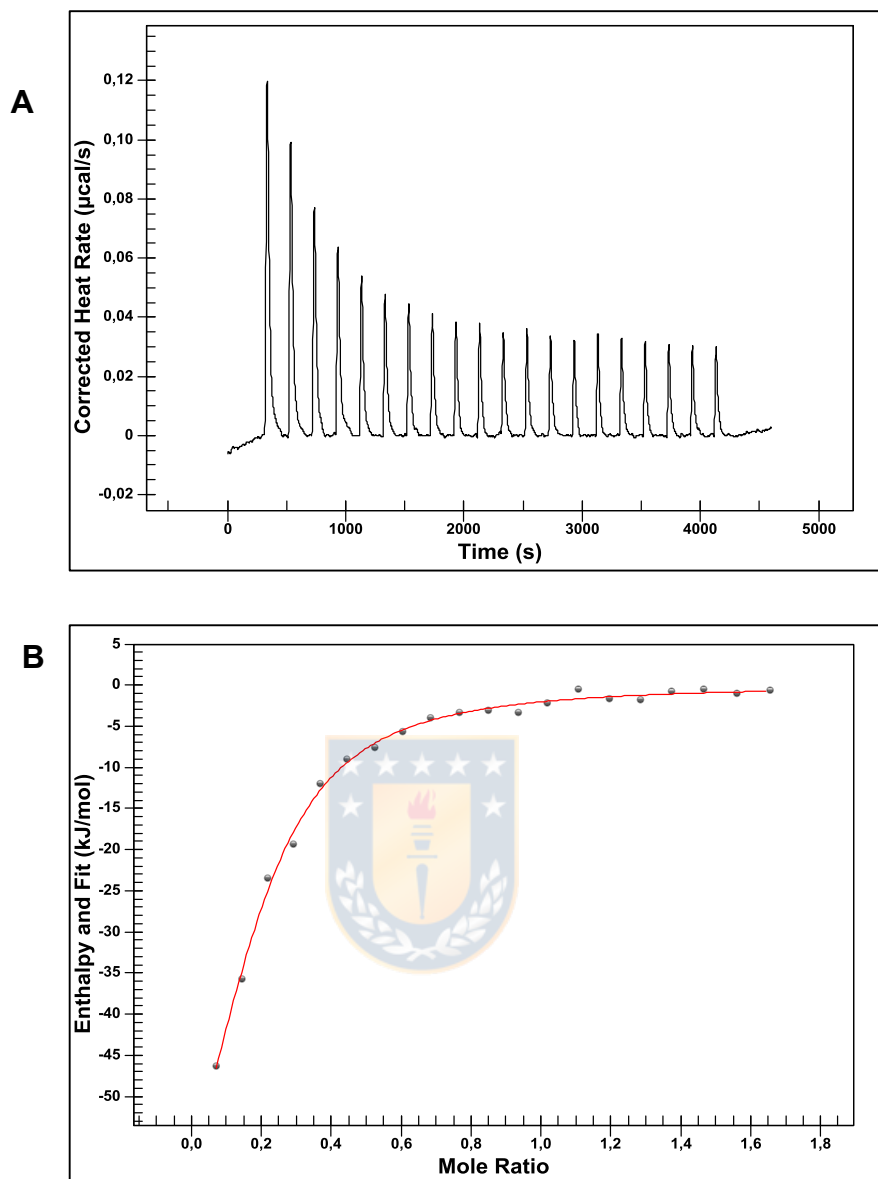 A
Corrected Heat Rate (µcal/s)
0,12
0,10
0,08
0,06
0,04
0,02
0
-0,02
0 1000 2000 3000 4000 5000
Time (s)
B
Enthalpy and Fit (kJ/mol)
5
0
-5
-10
-15
-20
-25
-30
-35
-40
-45
-50
0,0 0,2 0,4 0,6 0,8 1,0 1,2 1,4 1,6 1,8
Mole Ratio